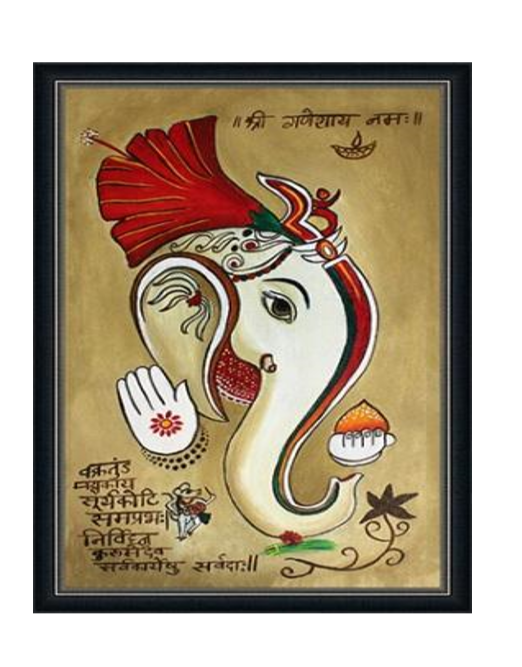 ॥ श्री गणेशाय नमः॥
वक्रतुंड
महाकाय
सूर्यकोटि
समप्रभः।
निर्विघ्न
कुरुमेदेव
सर्वकार्येषु सर्वदाः॥